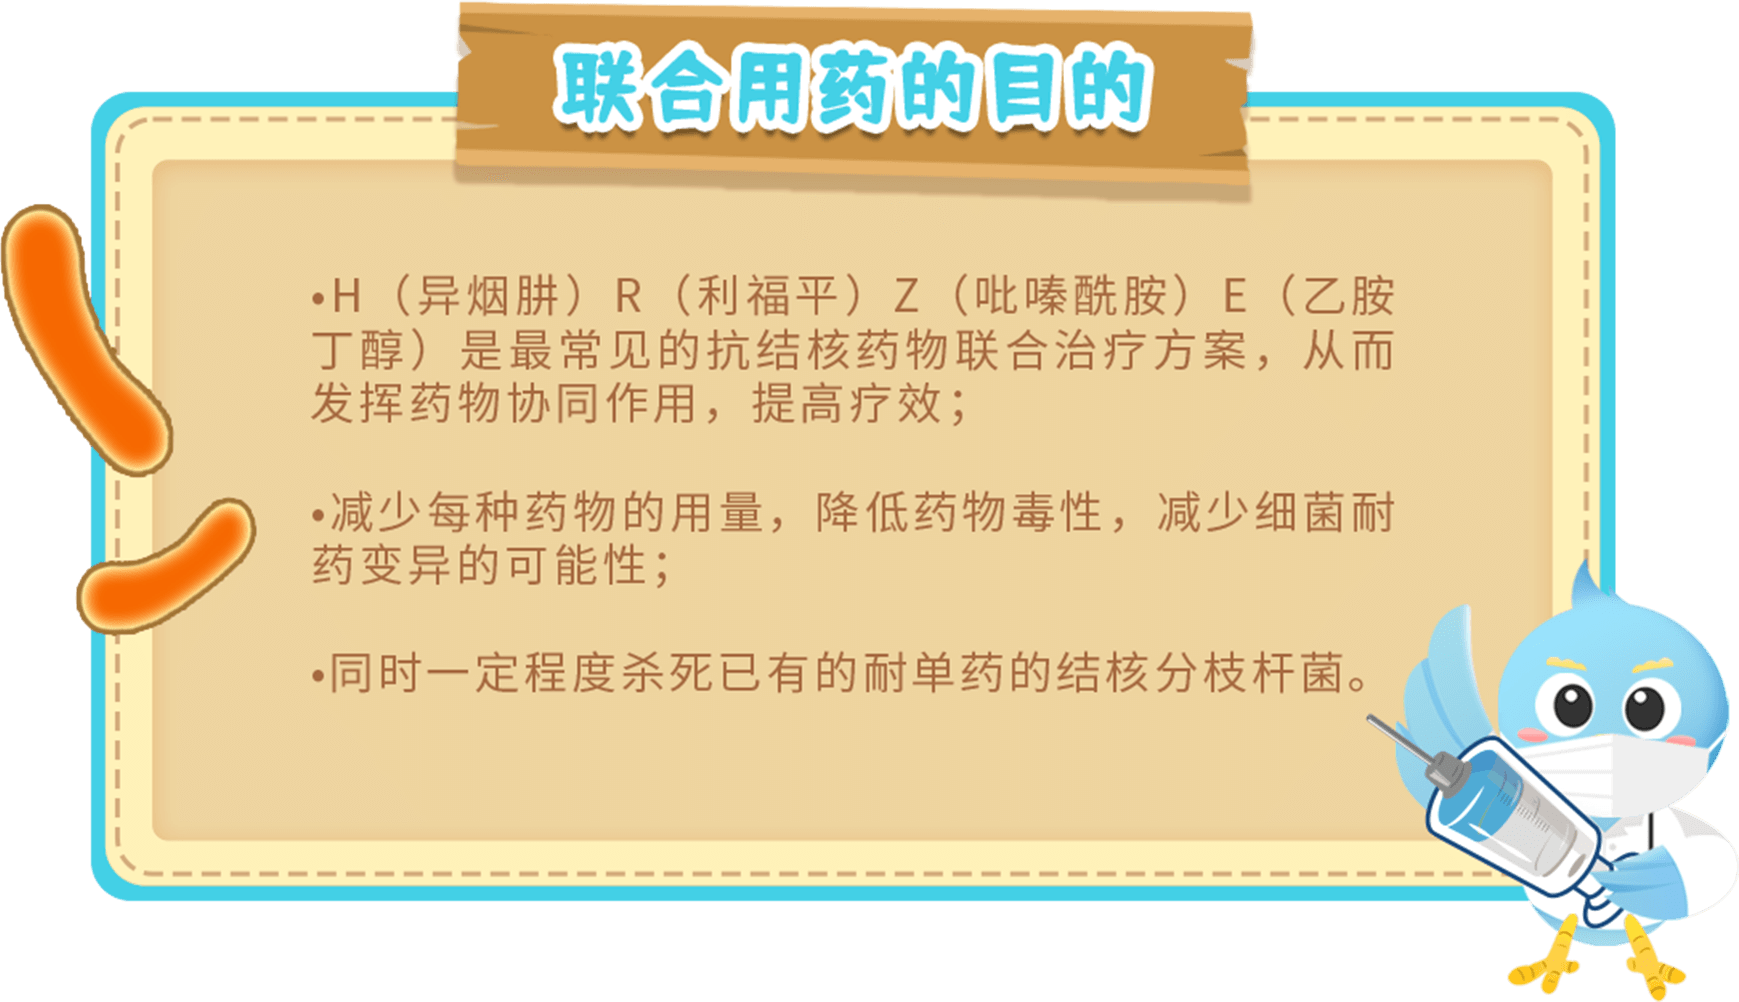 联合用药的目的
•H（异烟肼）R（利福平）Z（吡嗪酰胺）E（乙胺
丁醇）是最常见的抗结核药物联合治疗方案，从而
发挥药物协同作用，提高疗效；
•减少每种药物的用量，降低药物毒性，减少细菌耐
药变异的可能性；
•同时一定程度杀死已有的耐单药的结核分枝杆菌。